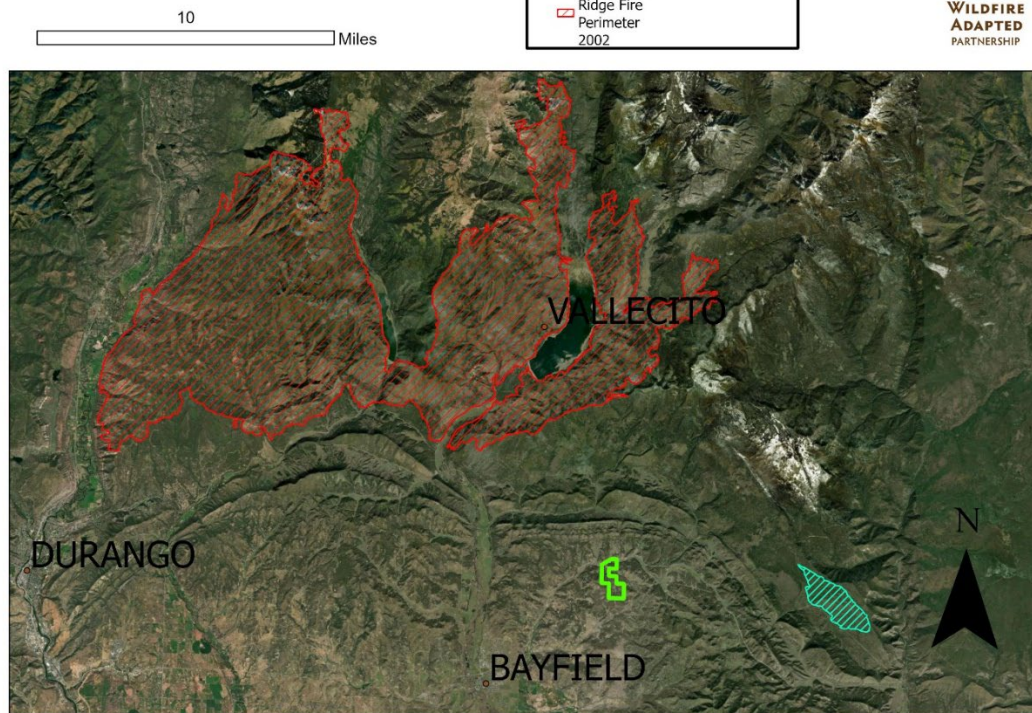 10
Miles
Ridge Fire
Perimeter
2002
WILDFIRE
ADAPTED
PARTNERSHIP
VALLECITO
N
DURANGO
BAYFIELD